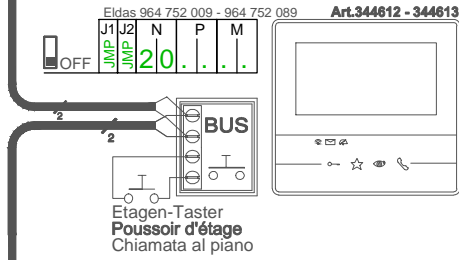 Eldas 964 752 009 - 964 752 089
Art.344612 - 344613
J1 J2 N P M
JMP JMP 2 0 . . . .
OFF
2
BUS
2
Etagen-Taster
Poussoir d'étage
Chiamata al piano